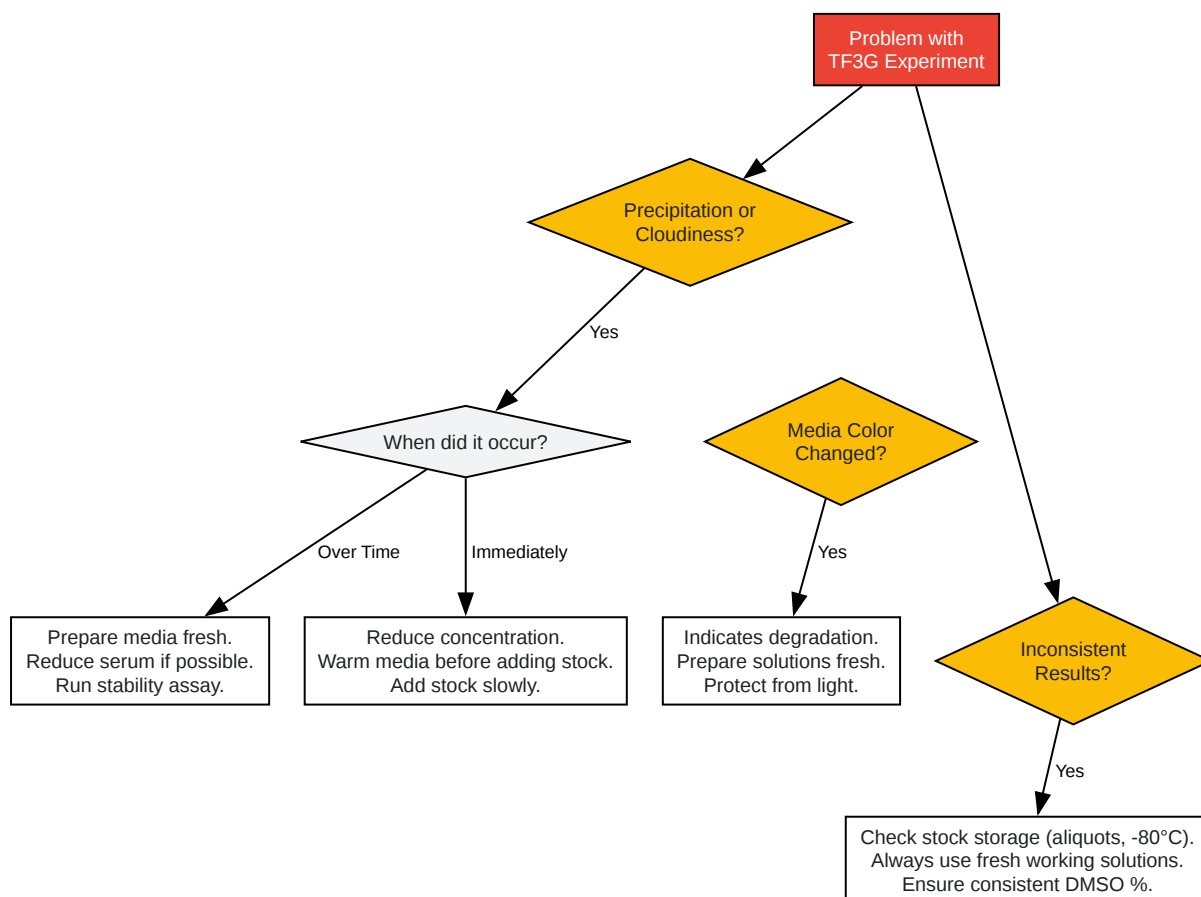 Problem with
TF3G Experiment
Precipitation or
Cloudiness?
Yes
When did it occur?
Media Color
Changed?
Over Time
Immediately
Yes
Prepare media fresh.
Reduce serum if possible.
Run stability assay.
Reduce concentration.
Warm media before adding stock.
Add stock slowly.
Indicates degradation.
Prepare solutions fresh.
Protect from light.
Inconsistent
Results?
Yes
Check stock storage (aliquots, -80°C).
Always use fresh working solutions.
Ensure consistent DMSO %.